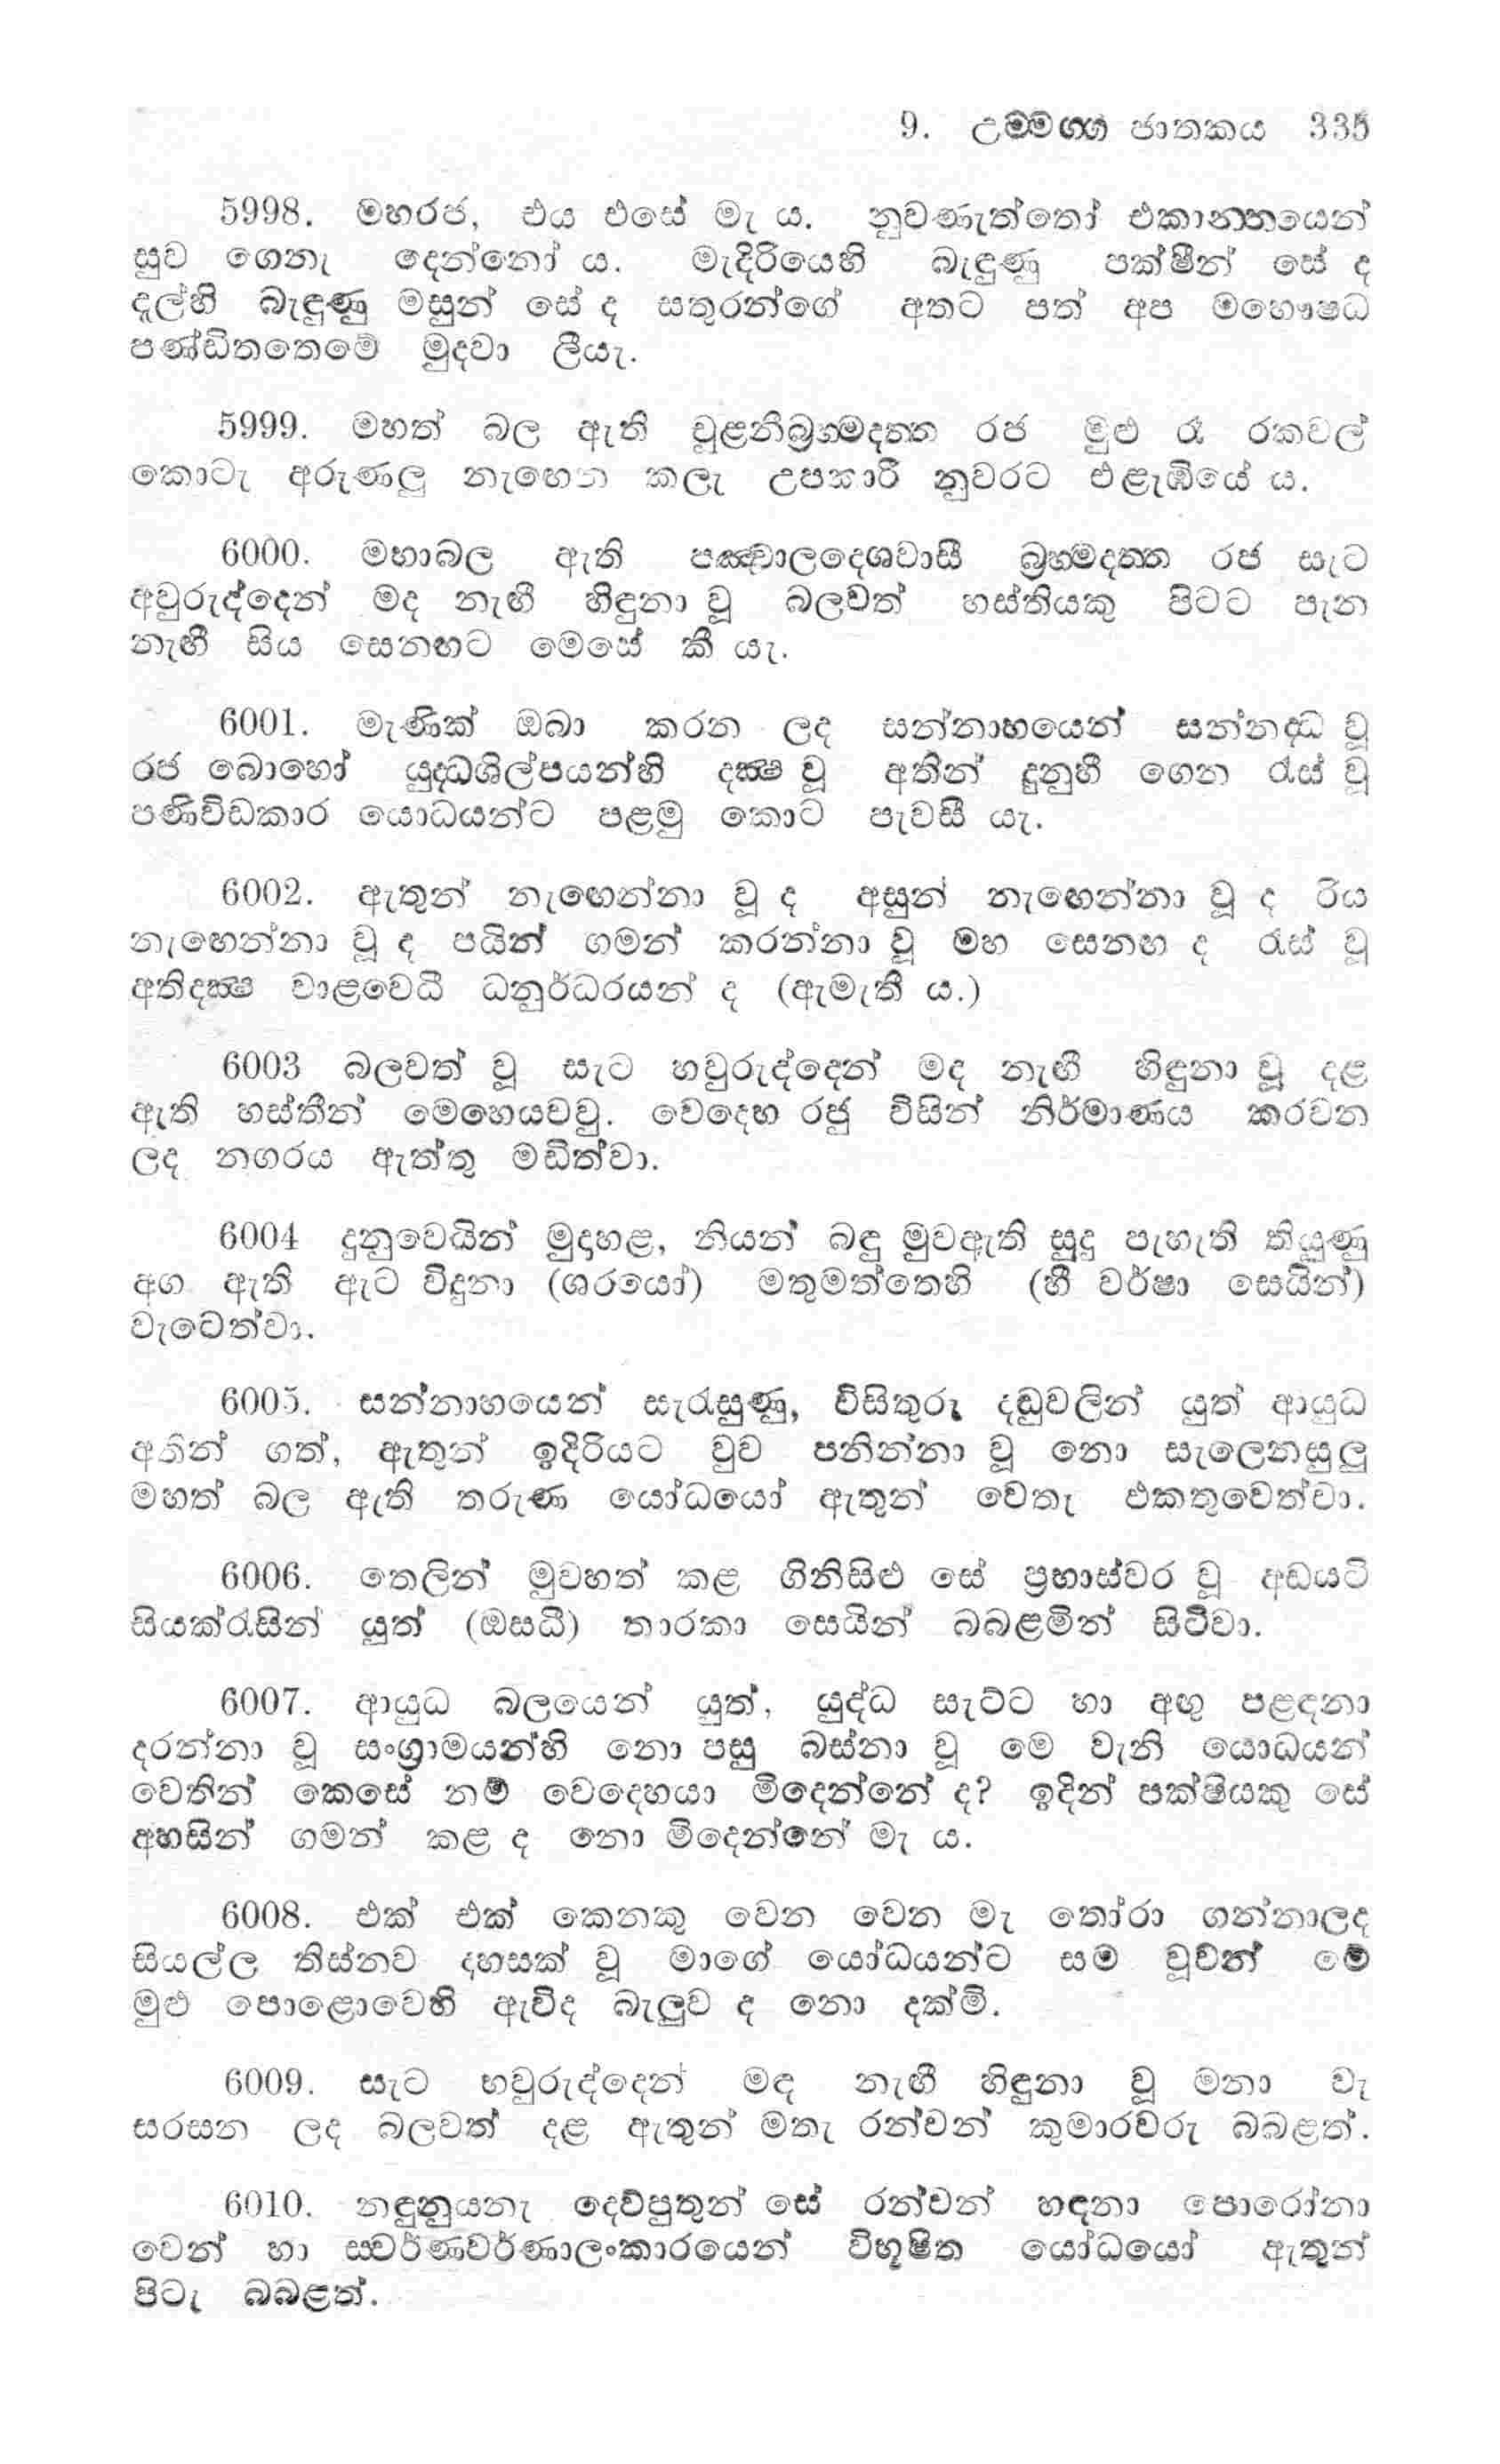 9. උම්මග්ග ජාතකය 335
5998. මහරජ, එය එසේ මැ ය. නුවණැත්තෝ එකාන්තයෙන්
සුව ගෙනැ දෙන්නෝ ය. මැදිරියෙහි බැඳුණු පක්ෂීන් සේ ද
දැල්හි බැඳුණු මසුන් සේ ද සතුරන්ගේ අතට පත් අප මහෞෂධ
පණ්ඩිතතෙමේ මුදවා ලීයැ.
5999. මහත් බල ඇති චූළනීබ්‍රහ්මදත්ත රජ මුළු රෑ රකවල්
කොටැ අරුණලු නැඟෙන කලැ උපකාරී නුවරට එළැඹියේ ය.
6000. මහාබල ඇති පඤ්චාලදෙශවාසී බ්‍රහ්මදත්ත රජ සැට
අවුරුද්දෙන් මද නැඟී හිඳුනා වූ බලවත් හස්තියකු පිටට පැන
නැඟී සිය සෙනඟට මෙසේ කී යැ.
6001. මැණික් ඔබා කරන ලද සන්නාහයෙන් සන්නද්ධ වූ
රජ බොහෝ යුද්ධශිල්පයන්හි දක්ෂ වූ අතින් දුනුහී ගෙන රැස් වූ
පණිවිඩකාර යොධයන්ට පළමු කොට පැවසී යැ.
6002. ඇතුන් නැඟෙන්නා වූ ද අසුන් නැඟෙන්නා වූ ද රිය
නැඟෙන්නා වූ ද පයින් ගමන් කරන්නා වූ මහ සෙනඟ ද රැස් වූ
අතිදක්ෂ වාළවෙධී ධනුර්ධරයන් ද (ඇමැතී ය.)
6003 බලවත් වූ සැට හවුරුද්දෙන් මද නැඟී හිඳුනා වූ දළ
ඇති හස්තීන් මෙහෙයවවු. වෙදෙහ රජු විසින් නිර්මාණය කරවන
ලද නගරය ඇත්තු මඩිත්වා.
6004 දුනුවෙයින් මුදාහළ, නියන් බඳු මුවඇති සුදු පැහැති තියුණු
අග ඇති ඇට විදුනා (ශරයෝ) මතුමත්තෙහි (හී වර්ෂා සෙයින්)
වැටෙත්වා.
6005. සන්නාහයෙන් සැරැසුණු, විසිතුරු දඬුවලින් යුත් ආයුධ
අතින් ගත්, ඇතුන් ඉදිරියට වුව පනින්නා වූ නො සැලෙනසුලු
මහත් බල ඇති තරුණ යෝධයෝ ඇතුන් වෙතැ එකතුවෙත්වා.
6006. තෙලින් මුවහත් කළ ගිනිසිළු සේ ප්‍රභාස්වර වූ අඩයටි
සියක්රැසින් යුත් (ඔසධී) තාරකා සෙයින් බබළමින් සිටිවා.
6007. ආයුධ බලයෙන් යුත්, යුද්ධ සැට්ට හා අඟු පළඳනා
දරන්නා වූ සංග්‍රාමයන්හි නො පසු බස්නා වූ මෙ වැනි යොධයන්
වෙතින් කෙසේ නම් වෙදෙහයා මිදෙන්නේ ද? ඉදින් පක්ෂියකු සේ
අහසින් ගමන් කළ ද නො මිදෙන්නේ මැ ය.
6008. එක් එක් කෙනකු වෙන වෙන මැ තෝරා ගන්නාලද
සියල්ල තිස්නව දහසක් වූ මාගේ යෝධයන්ට සම වූවන් මේ
මුළු පොළොවෙහි ඇවිද බැලුව ද නො දක්මි.
6009. සැට හවුරුද්දෙන් මද නැඟී හිඳුනා වූ මනා වැ
සරසන ලද බලවත් දළ ඇතුන් මතැ රන්වන් කුමාරවරු බබළත්.
6010. නඳුනුයනැ දෙව්පුතුන් සේ රන්වන් හඳනා පොරෝනා
වෙන් හා ස්වර්ණවර්ණාලංකාරයෙන් විභූෂිත යෝධයෝ ඇතුන්
පිටැ බබළත්.